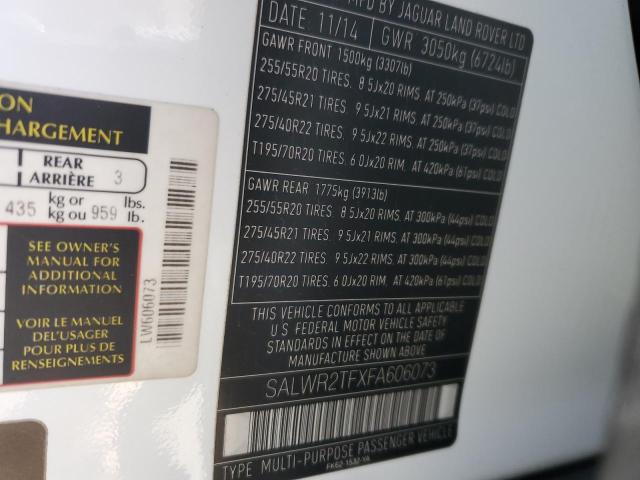 ON
HARGEMENT
REAR
ARRIÈRE 3
435 kg or 959 lbs.
kg ou lb.
SEE OWNER'S
MANUAL FOR
ADDITIONAL
INFORMATION
VOIR LE MANUEL
DEL'USAGER
POUR PLUS DE
RENSEIGNEMENTS
LW606073
MFD BY JAGUAR LAND ROVER LTD
DATE 11/14 GWR 3050kg (6724lb)
GAWR FRONT 1500kg (3307lb)
255/55R20 TIRES. 8 5Jx20 RIMS. AT 250kPa (37psi) COLD
275/45R21 TIRES. 9 5Jx21 RIMS. AT 250kPa (37psi) COLD
275/40R22 TIRES. 9 5Jx22 RIMS. AT 250kPa (37psi) COLD
T195/70R20 TIRES. 6 0Jx20 RIM. AT 420kPa (61psi) COLD
GAWR REAR 1775kg (3913lb)
255/55R20 TIRES 8 5Jx20 RIMS. AT 300kPa (44psi) COLD
275/45R21 TIRES 9 5Jx21 RIMS. AT 300kPa (44psi) COLD
275/40R22 TIRES 9 5Jx22 RIMS. AT 300kPa (44psi) COLD
T195/70R20 TIRES 6 0Jx20 RIM. AT 420kPa (61psi) COLD
THIS VEHICLE CONFORMS TO ALL APPLICABLE
U S FEDERAL MOTOR VEHICLE SAFETY
STANDARDS IN EFFECT ON THE DATE OF
MANUFACTURE SHOWN ABOVE
SALWR2TFXFA606073
TYPE MULTI-PURPOSE PASSENGER VEHICLE
FK62 1532-YA